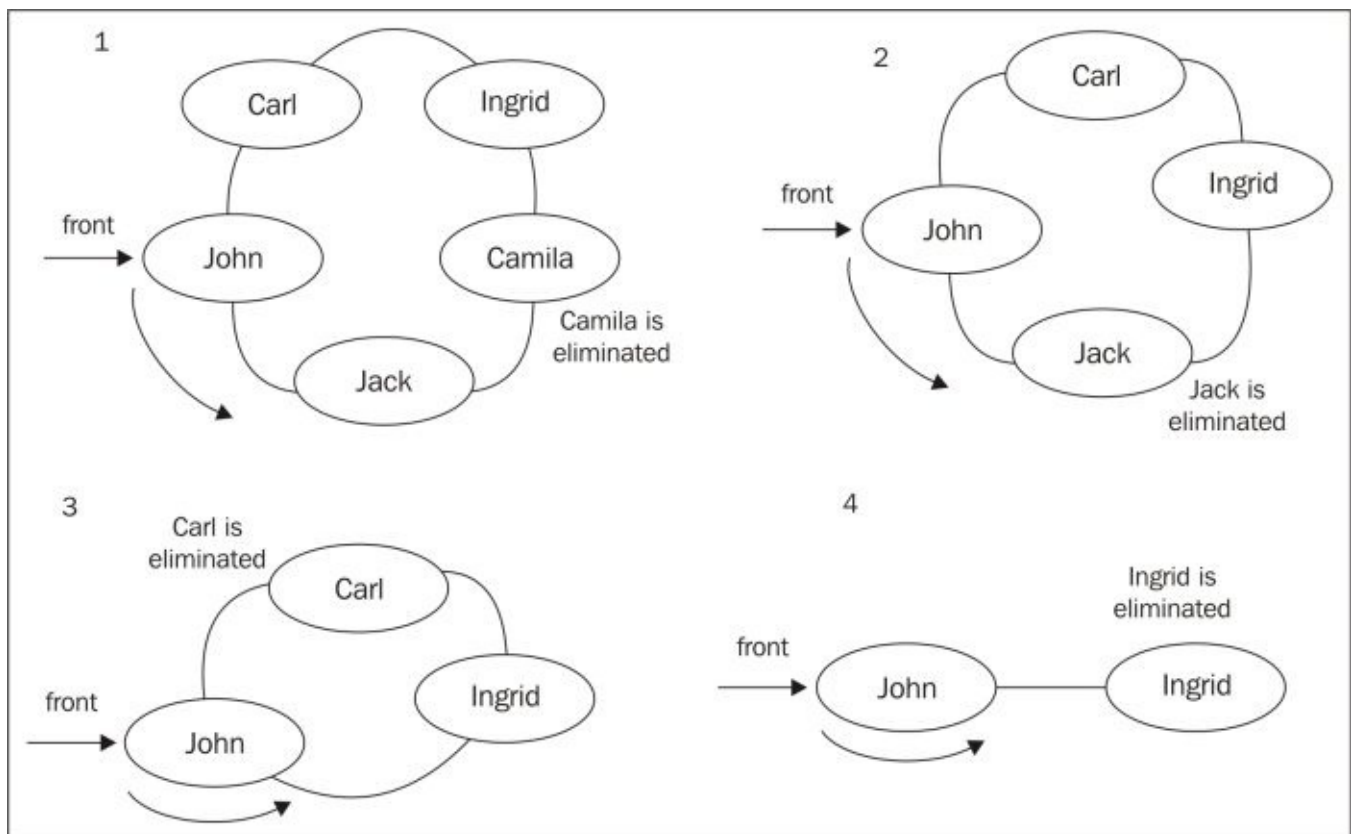 1
Carl
Ingrid
front
John
Camila
Camila is
eliminated
Jack
2
Carl
Ingrid
front
John
Jack
Jack is
eliminated
3
Carl is
eliminated
Carl
Ingrid
front
John
4
Ingrid is
eliminated
front
John
Ingrid